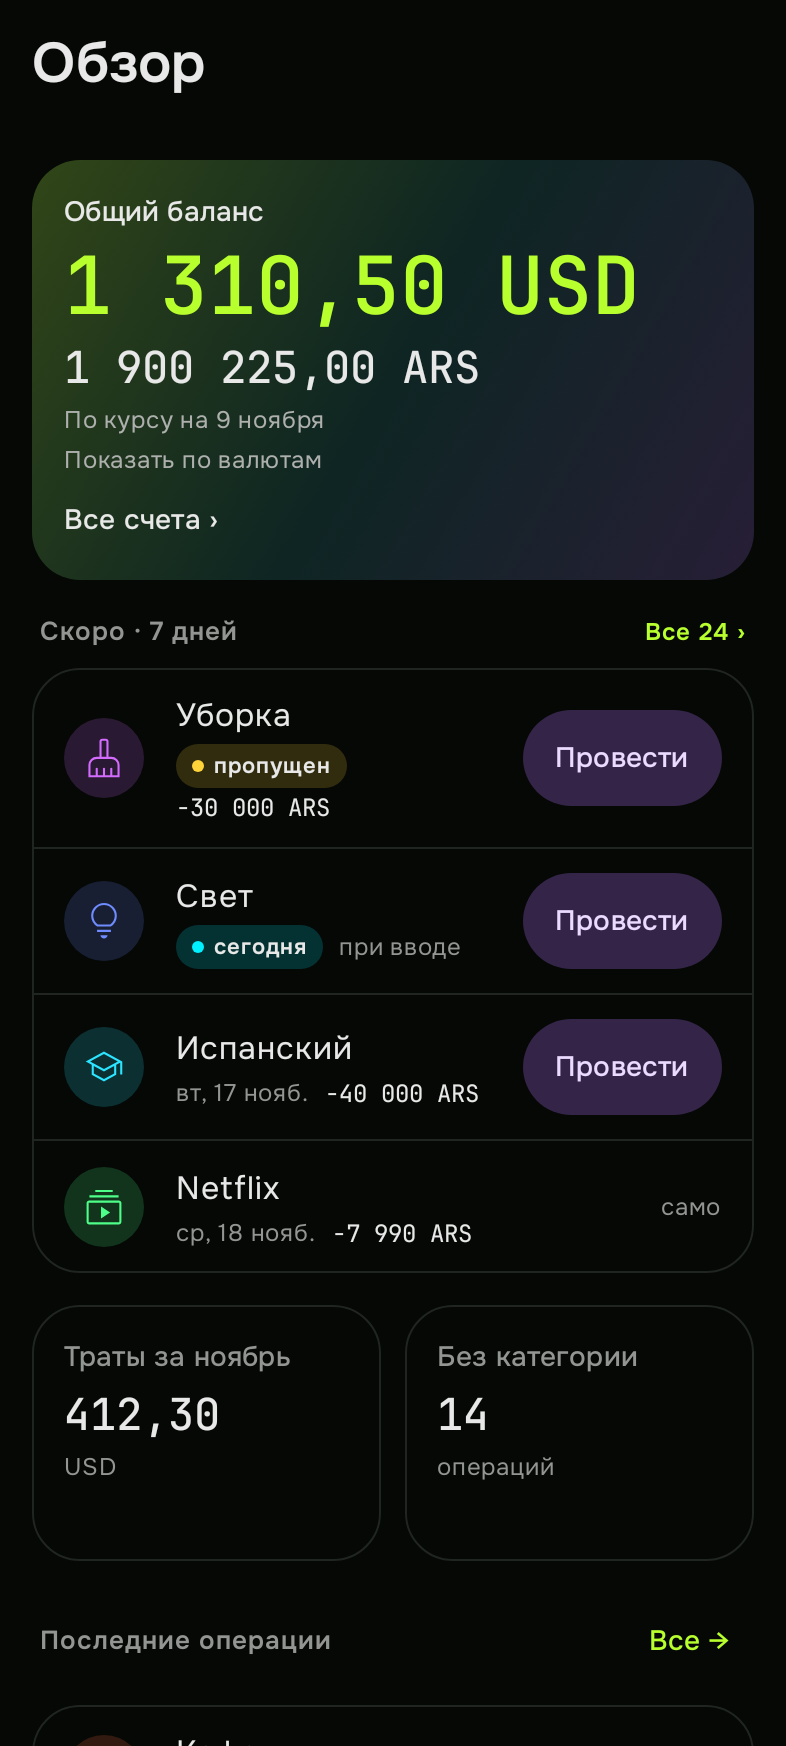 Обзор
Общий баланс
1 310,50 USD
1 900 225,00 ARS
По курсу на 9 ноября
Показать по валютам
Все счета ›
Скоро · 7 дней
Все 24 ›
Уборка
пропущен
-30 000 ARS
Провести
Свет
сегодня при вводе
Провести
Испанский
вт, 17 нояб. -40 000 ARS
Провести
Netflix
ср, 18 нояб. -7 990 ARS
само
Траты за ноябрь
412,30
USD
Без категории
14
операций
Последние операции
Все →